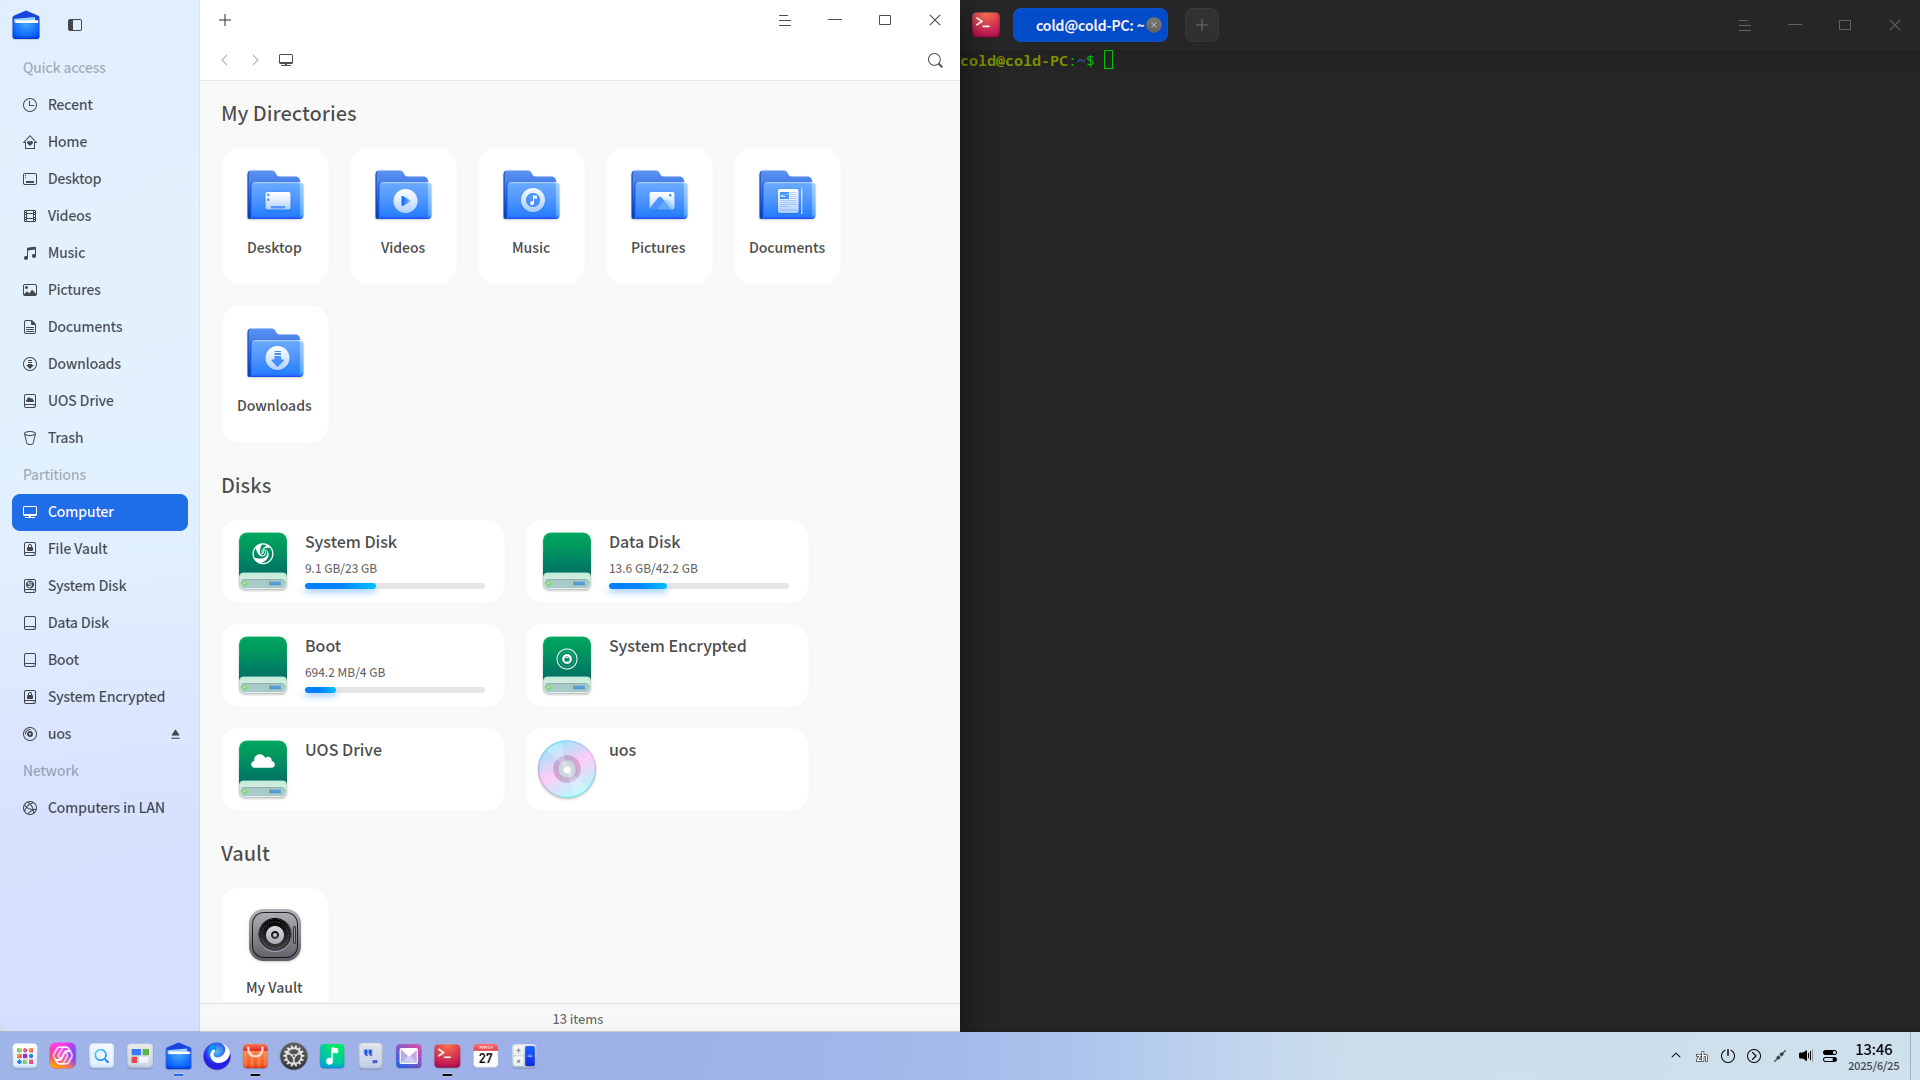 Quick access
Recent
Home
Desktop
Videos
Music
Pictures
Documents
Downloads
UOS Drive
Trash
Partitions
Computer
File Vault
System Disk
Data Disk
Boot
System Encrypted
uos
Network
Computers in LAN
My Directories
Desktop
Videos
Music
Pictures
Documents
Downloads
Disks
System Disk
9.1 GB/23 GB
Data Disk
13.6 GB/42.2 GB
Boot
694.2 MB/4 GB
System Encrypted
UOS Drive
uos
Vault
My Vault
13 items
cold@cold-PC: ~
cold@cold-PC:~$
MARCH
27
zh
13:46
2025/6/25